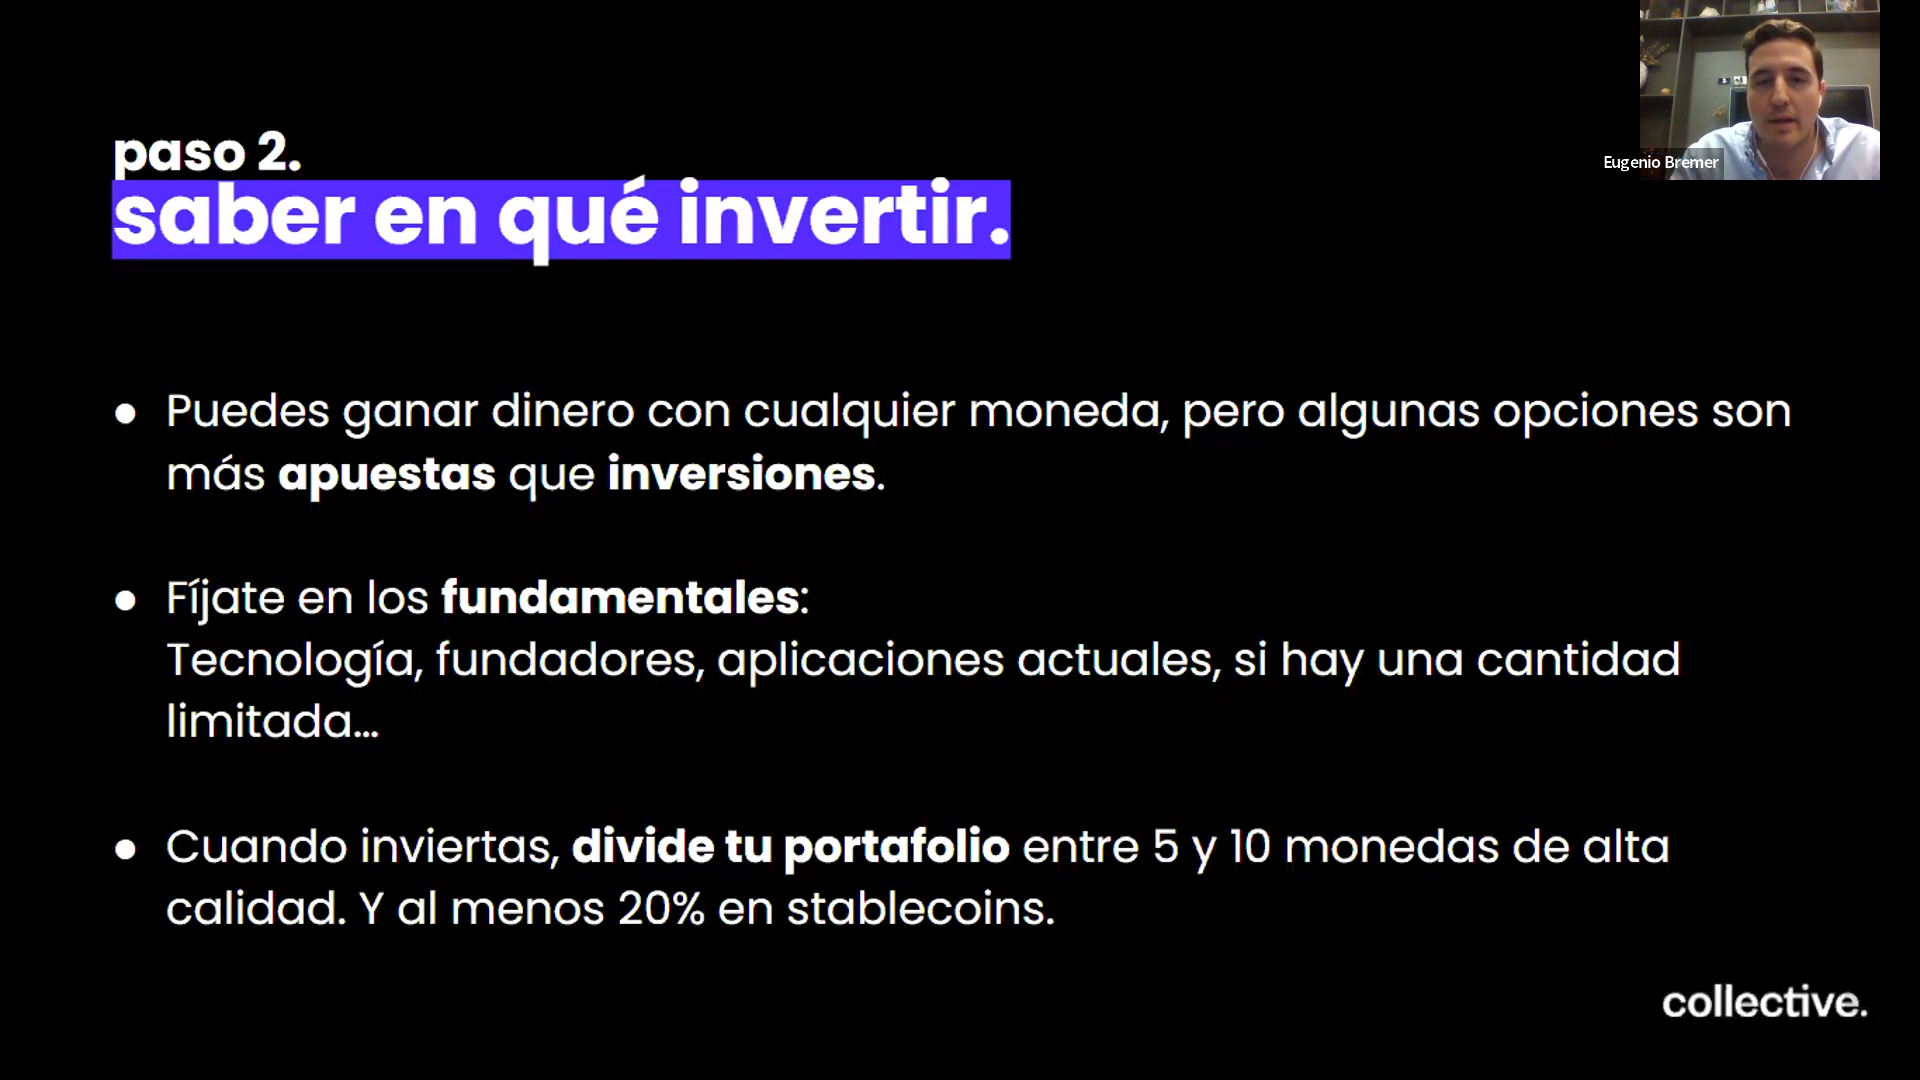 paso 2.
saber en qué invertir.
Eugenio Bremer
● Puedes ganar dinero con cualquier moneda, pero algunas opciones son
más apuestas que inversiones.
● Fíjate en los fundamentales:
Tecnología, fundadores, aplicaciones actuales, si hay una cantidad
limitada...
● Cuando inviertas, divide tu portafolio entre 5 y 10 monedas de alta
calidad. Y al menos 20% en stablecoins.
collective.